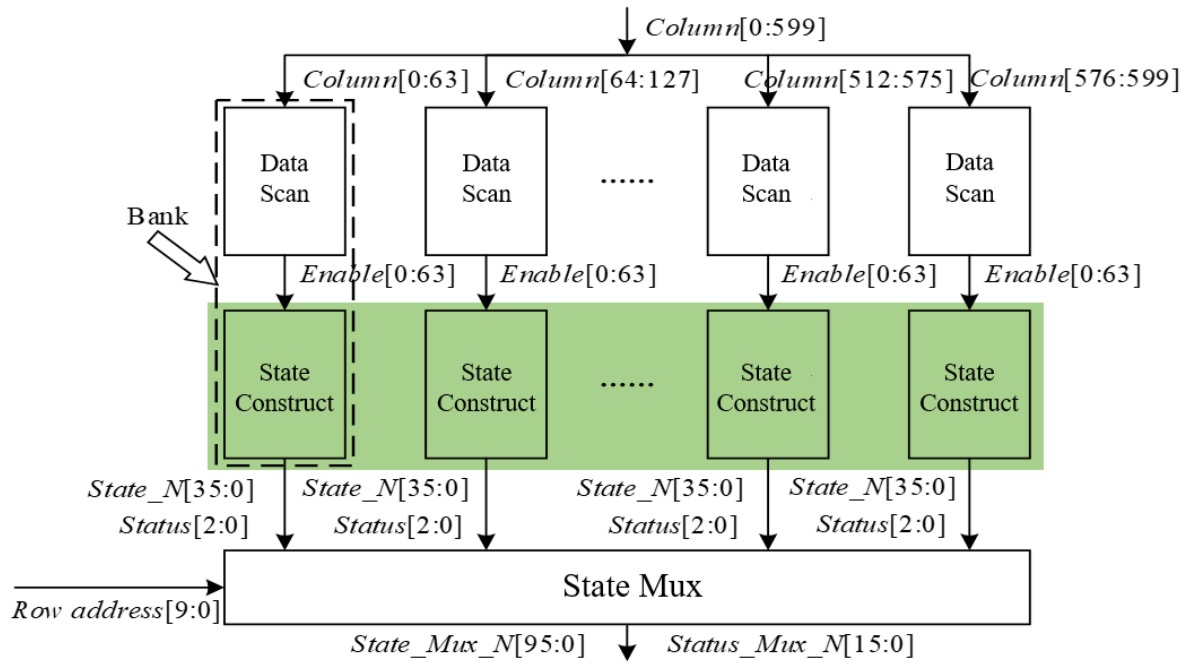 Column[0:599]
Column[0:63]
Column[64:127]
Column[512:575]
Column[576:599]
Data
Scan
Data
Scan
......
Data
Scan
Data
Scan
Bank
Enable[0:63]
Enable[0:63]
Enable[0:63]
Enable[0:63]
State
Construct
State
Construct
......
State
Construct
State
Construct
State_N[35:0]
State_N[35:0]
State_N[35:0]
State_N[35:0]
Status[2:0]
Status[2:0]
Status[2:0]
Status[2:0]
State Mux
Row address[9:0]
State_Mux_N[95:0]
Status_Mux_N[15:0]